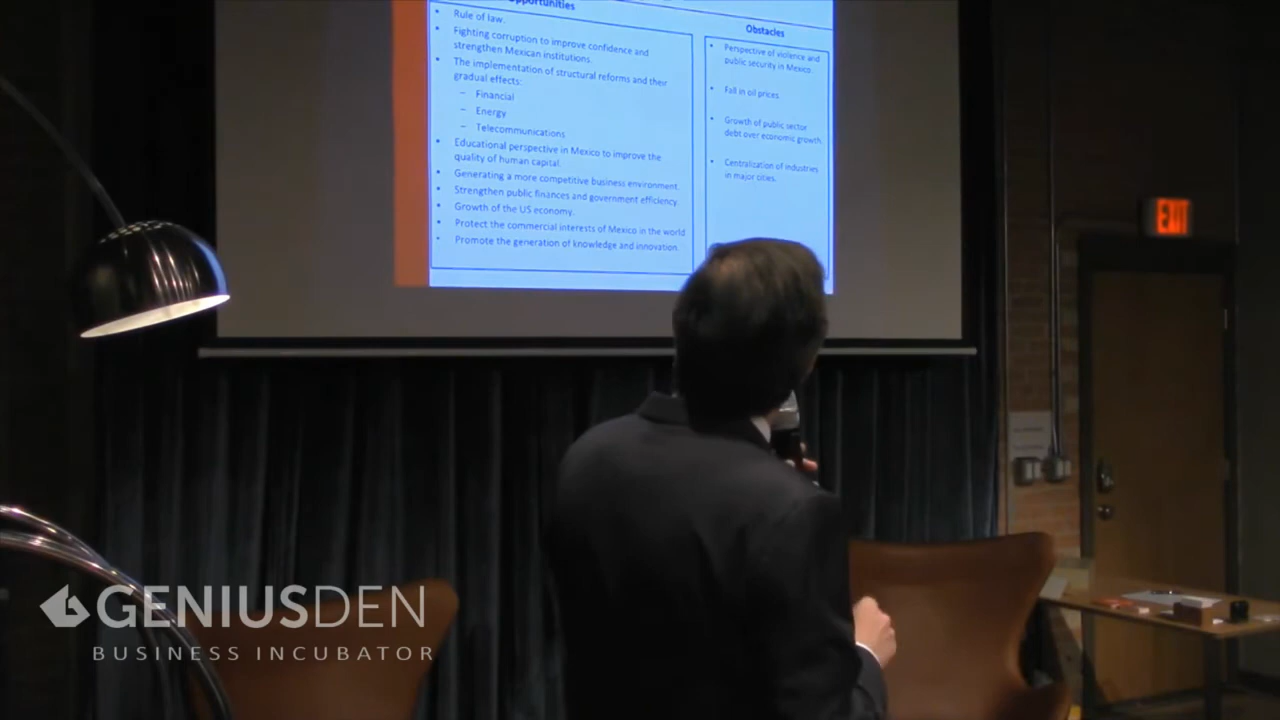 Opportunities
• Rule of law.
• Fighting corruption to improve confidence and
strengthen Mexican institutions.
• The implementation of structural reforms and their
gradual effects:
– Financial
– Energy
– Telecommunications
• Educational perspective in Mexico to improve the
quality of human capital.
• Generating a more competitive business environment.
• Strengthen public finances and government efficiency.
• Growth of the US economy.
• Protect the commercial interests of Mexico in the world
• Promote the generation of knowledge and innovation.
Obstacles
• Perspective of violence and
public security in Mexico.
• Fall in oil prices.
• Growth of public sector
debt over economic growth.
• Centralization of industries
in major cities.
EXIT
GENIUSDEN
BUSINESS INCUBATOR